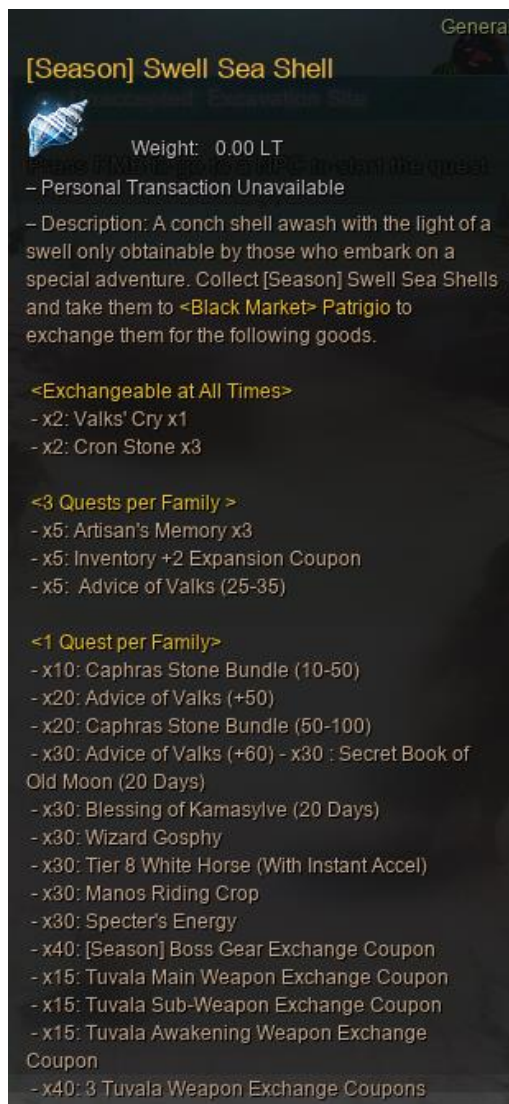 Genera
[Season] Swell Sea Shell
Weight: 0.00 LT
– Personal Transaction Unavailable
– Description: A conch shell awash with the light of a
swell only obtainable by those who embark on a
special adventure. Collect [Season] Swell Sea Shells
and take them to <Black Market> Patrigio to
exchange them for the following goods.
<Exchangeable at All Times>
- x2: Valks' Cry x1
- x2: Cron Stone x3
<3 Quests per Family >
- x5: Artisan's Memory x3
- x5: Inventory +2 Expansion Coupon
- x5: Advice of Valks (25-35)
<1 Quest per Family>
- x10: Caphras Stone Bundle (10-50)
- x20: Advice of Valks (+50)
- x20: Caphras Stone Bundle (50-100)
- x30: Advice of Valks (+60) - x30 : Secret Book of
Old Moon (20 Days)
- x30: Blessing of Kamasylve (20 Days)
- x30: Wizard Gosphy
- x30: Tier 8 White Horse (With Instant Accel)
- x30: Manos Riding Crop
- x30: Specter's Energy
- x40: [Season] Boss Gear Exchange Coupon
- x15: Tuvala Main Weapon Exchange Coupon
- x15: Tuvala Sub-Weapon Exchange Coupon
- x15: Tuvala Awakening Weapon Exchange
Coupon
- x40: 3 Tuvala Weapon Exchange Coupons